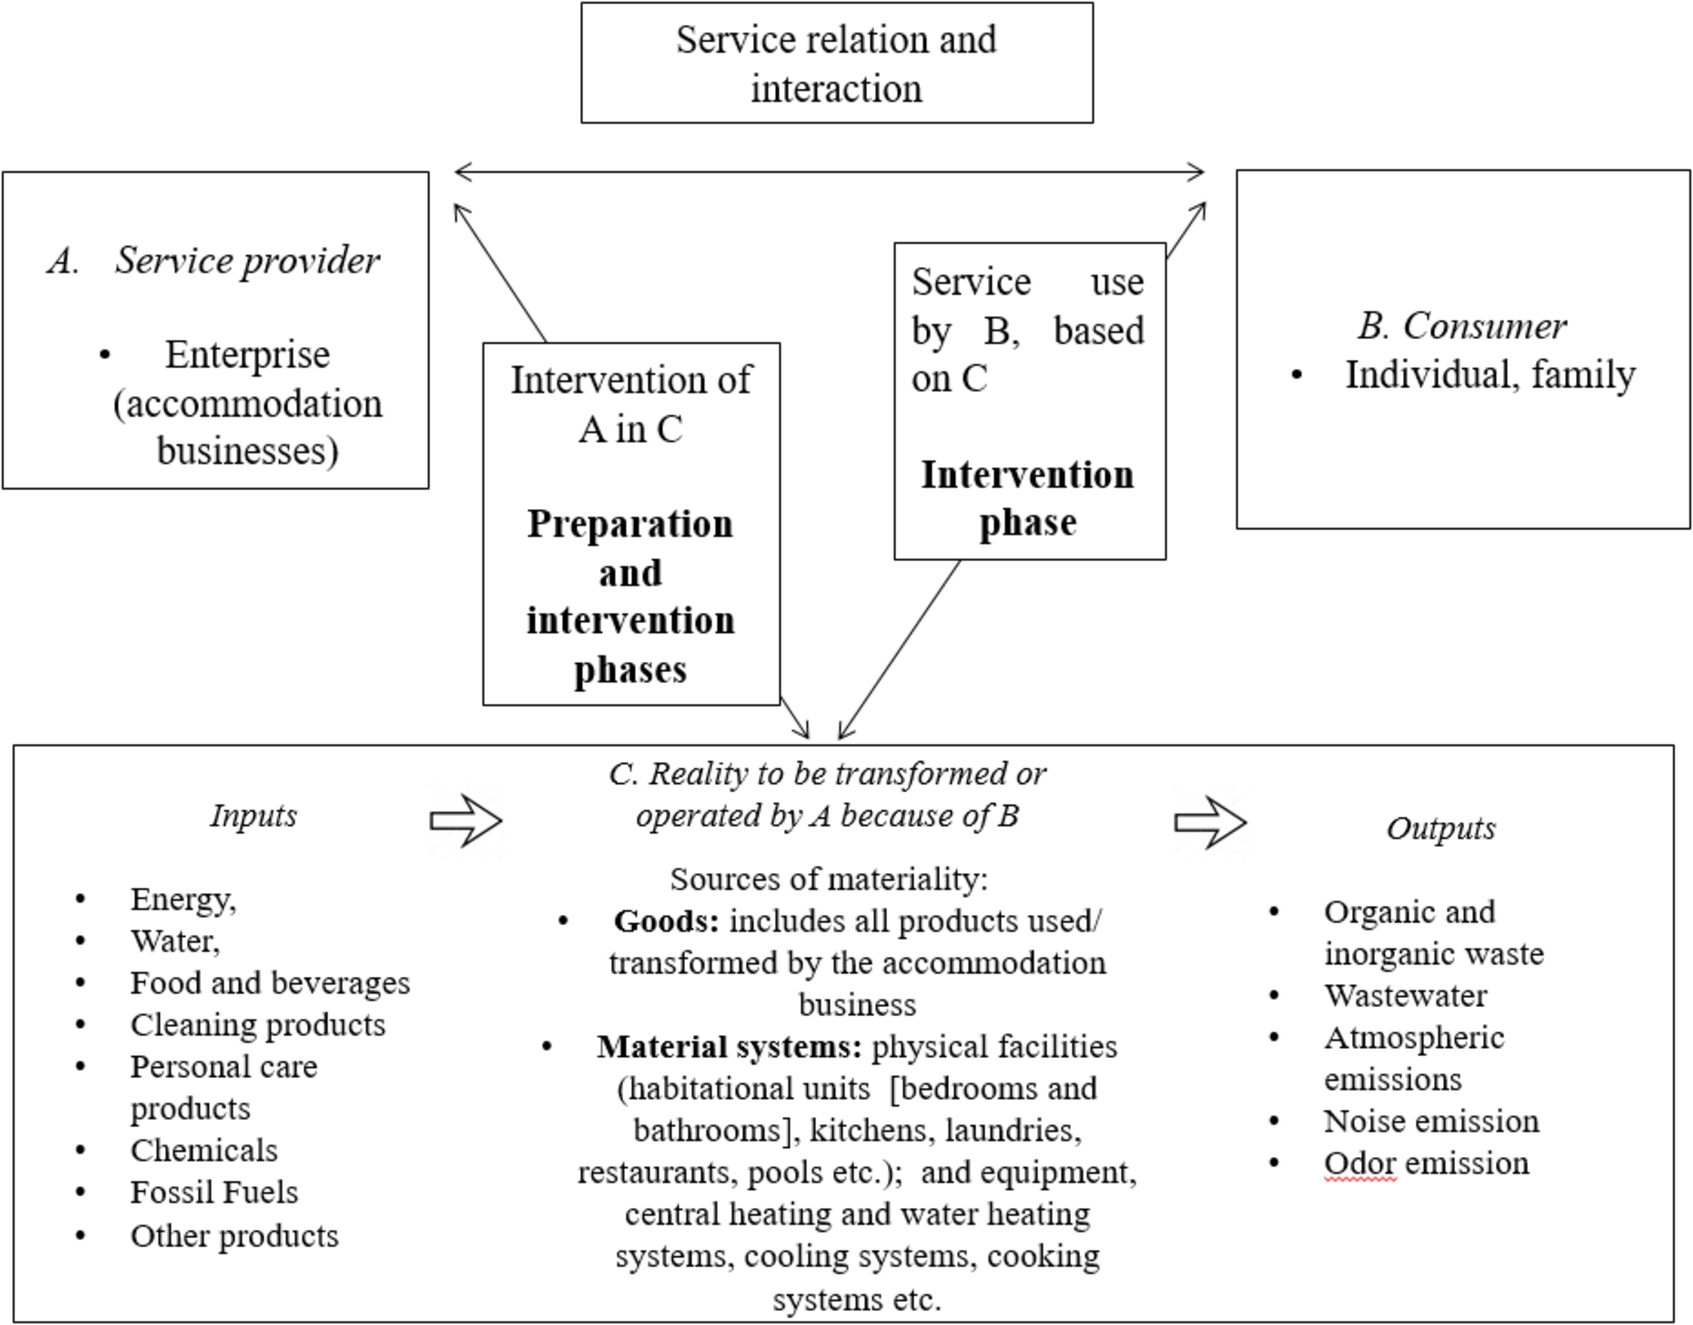 Service relation and
interaction
A. Service provider
• Enterprise
(accommodation
businesses)
Intervention of
A in C
Preparation
and
intervention
phases
Service use
by B, based
on C
Intervention
phase
B. Consumer
• Individual, family
Inputs
• Energy,
• Water,
• Food and beverages
• Cleaning products
• Personal care
products
• Chemicals
• Fossil Fuels
• Other products
C. Reality to be transformed or
operated by A because of B
Sources of materiality:
• Goods: includes all products used/
transformed by the accommodation
business
• Material systems: physical facilities
(habitational units [bedrooms and
bathrooms], kitchens, laundries,
restaurants, pools etc.); and equipment,
central heating and water heating
systems, cooling systems, cooking
systems etc.
Outputs
• Organic and
inorganic waste
• Wastewater
• Atmospheric
emissions
• Noise emission
• Odor emission